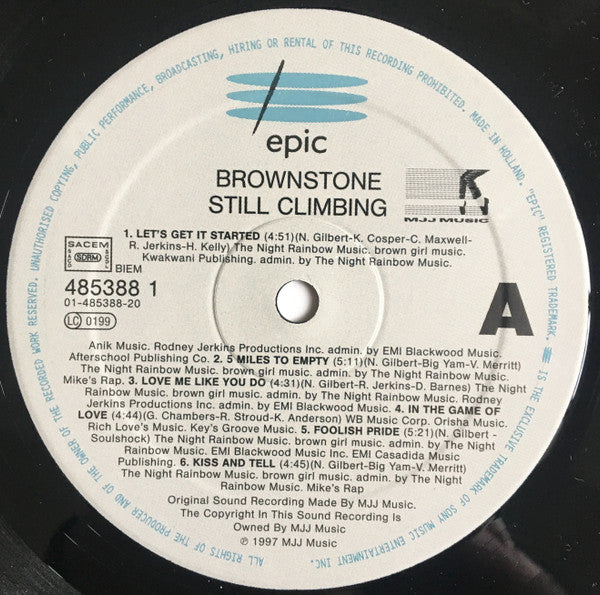 ALL RIGHTS OF THE PRODUCER AND OF THE OWNER OF THE RECORDED WORK RESERVED. UNAUTHORISED COPYING, PUBLIC PERFORMANCE, BROADCASTING, HIRING OR RENTAL OF THIS RECORDING PROHIBITED. MADE IN HOLLAND. "EPIC" REGISTERED TRADEMARK. IS THE EXCLUSIVE TRADEMARK OF SONY MUSIC ENTERTAINMENT INC.
epic
BROWNSTONE
STILL CLIMBING
MJJ MUSIC
1. LET'S GET IT STARTED (4:51)(N. Gilbert-K. Cosper-C. Maxwell-
R. Jerkins-H. Kelly) The Night Rainbow Music. brown girl music.
Kwakwani Publishing. admin. by The Night Rainbow Music.
SACEM
SDRM
BIEM
485388 1
01-485388-20
LC 0199
A
Anik Music. Rodney Jerkins Productions Inc. admin. by EMI Blackwood Music.
Afterschool Publishing Co. 2. 5 MILES TO EMPTY (5:11)(N. Gilbert-Big Yam-V. Merritt)
The Night Rainbow Music. brown girl music. admin. by The Night Rainbow Music.
Mike's Rap. 3. LOVE ME LIKE YOU DO (4:31)(N. Gilbert-R. Jerkins-D. Barnes) The Night
Rainbow Music. brown girl music. admin. by The Night Rainbow Music. Rodney
Jerkins Productions Inc. admin. by EMI Blackwood Music. 4. IN THE GAME OF
LOVE (4:44)(G. Chambers-R. Stroud-K. Anderson) WB Music Corp. Orisha Music.
Rich Love's Music. Key's Groove Music. 5. FOOLISH PRIDE (5:21)(N. Gilbert -
Soulshock) The Night Rainbow Music. brown girl music. admin. by The Night
Rainbow Music. EMI Blackwood Music Inc. EMI Casadida Music
Publishing. 6. KISS AND TELL (4:45)(N. Gilbert-Big Yam-V. Merritt)
The Night Rainbow Music. brown girl music. admin. by The Night
Rainbow Music. Mike's Rap
Original Sound Recording Made By MJJ Music.
The Copyright In This Sound Recording Is
Owned By MJJ Music
℗ 1997 MJJ Music